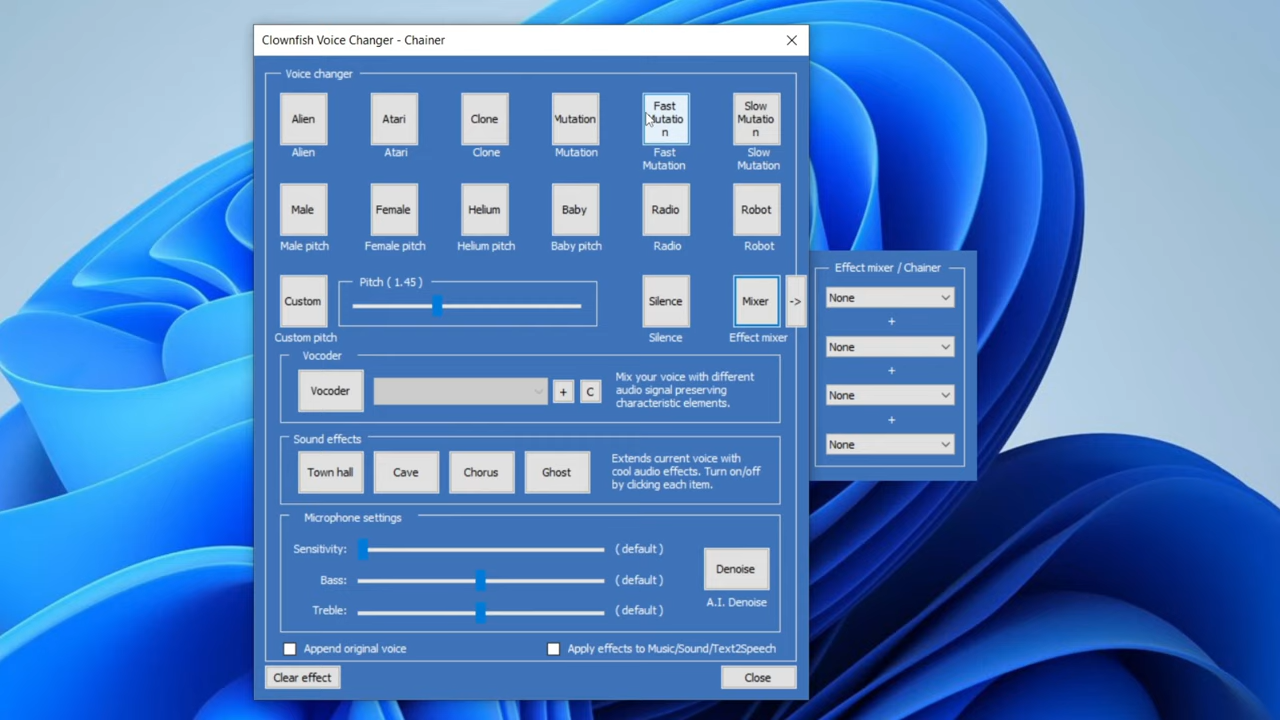 Clownfish Voice Changer - Chainer
Voice changer
Alien
Atari
Clone
Mutation
Fast
Mutatio
n
Slow
Mutatio
n
Alien
Atari
Clone
Mutation
Fast
Mutation
Slow
Mutation
Male
Female
Helium
Baby
Radio
Robot
Male pitch
Female pitch
Helium pitch
Baby pitch
Radio
Robot
Custom
Pitch ( 1.45 )
Silence
Mixer
->
Custom pitch
Silence
Effect mixer
Effect mixer / Chainer
None
+
None
+
None
+
None
Vocoder
Vocoder
+
C
Mix your voice with different
audio signal preserving
characteristic elements.
Sound effects
Town hall
Cave
Chorus
Ghost
Extends current voice with
cool audio effects. Turn on/off
by clicking each item.
Microphone settings
Sensitivity:
( default )
Bass:
( default )
Treble:
( default )
Denoise
A.I. Denoise
Append original voice
Apply effects to Music/Sound/Text2Speech
Clear effect
Close